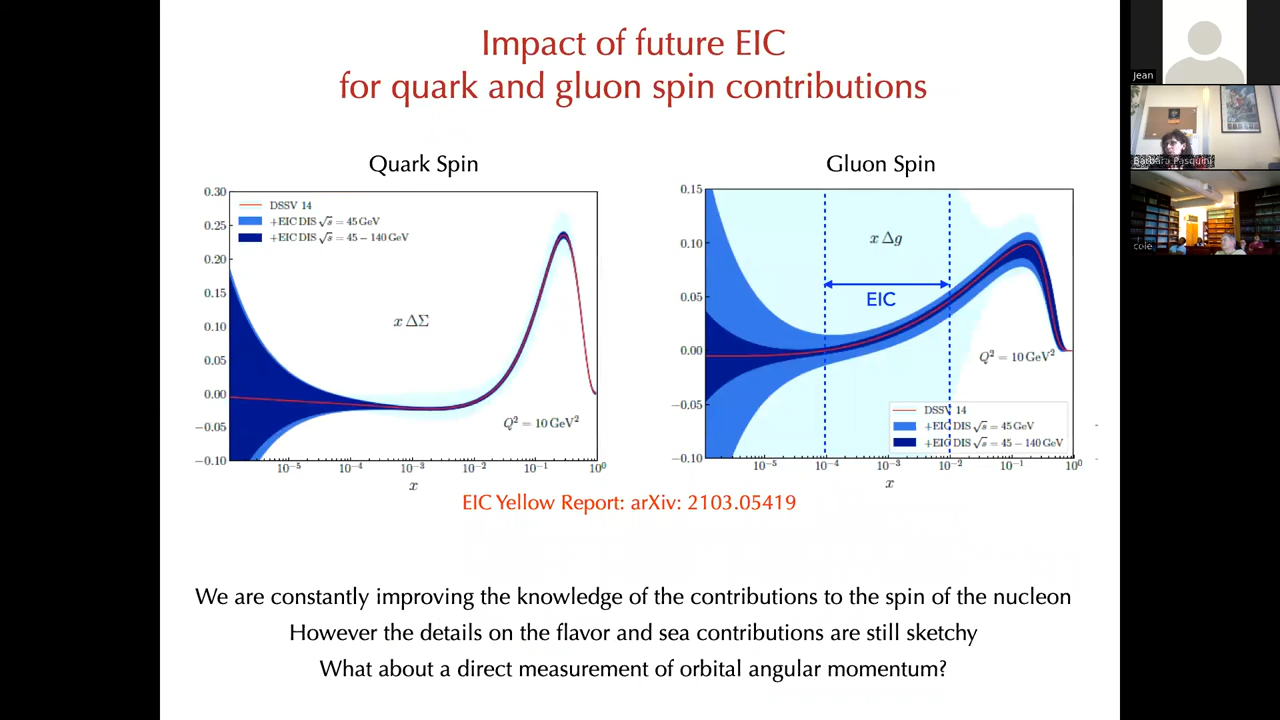 Impact of future EIC
for quark and gluon spin contributions
Quark Spin
0.30
0.25
0.20
0.15
0.10
0.05
0.00
−0.05
−0.10
DSSV 14
+EIC DIS √s = 45 GeV
+EIC DIS √s = 45 − 140 GeV
x ΔΣ
Q² = 10 GeV²
10⁻⁵ 10⁻⁴ 10⁻³ 10⁻² 10⁻¹ 10⁰
x
Gluon Spin
0.15
0.10
0.05
0.00
−0.05
−0.10
x Δg
EIC
Q² = 10 GeV²
DSSV 14
+EIC DIS √s = 45 GeV
+EIC DIS √s = 45 − 140 GeV
10⁻⁵ 10⁻⁴ 10⁻³ 10⁻² 10⁻¹ 10⁰
x
EIC Yellow Report: arXiv: 2103.05419
We are constantly improving the knowledge of the contributions to the spin of the nucleon
However the details on the flavor and sea contributions are still sketchy
What about a direct measurement of orbital angular momentum?
Jean
Barbara Pasquini
cole